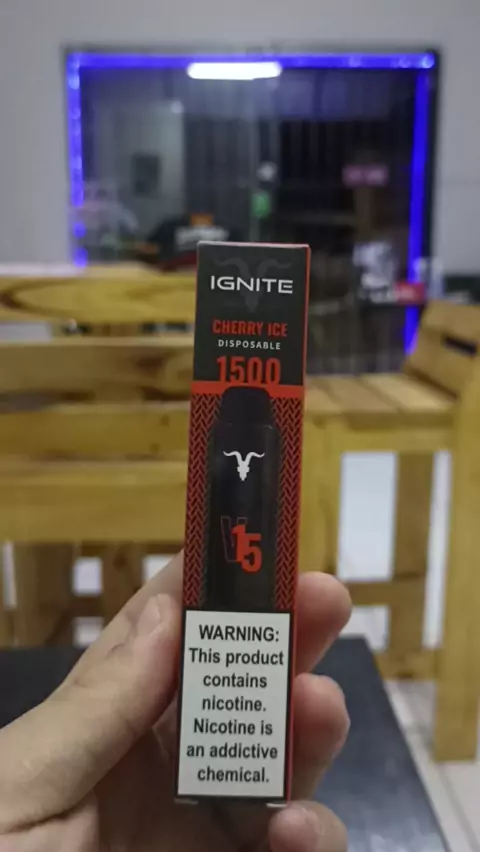 IGNITE
CHERRY ICE
DISPOSABLE
1500
V15
WARNING:
This product
contains
nicotine.
Nicotine is
an addictive
chemical.